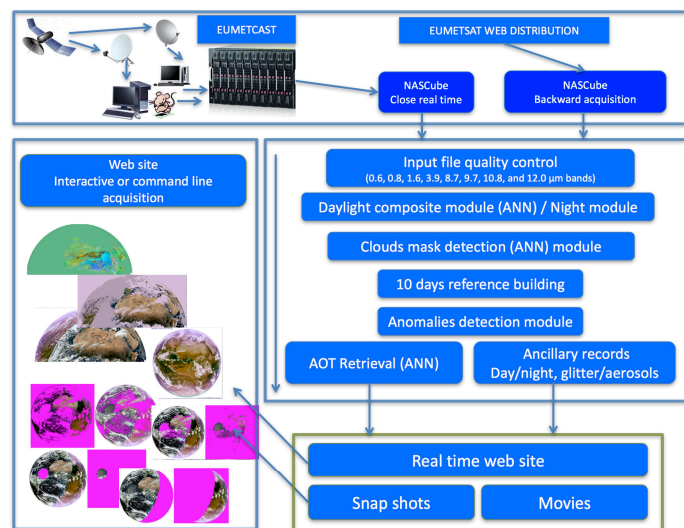 EUMETCAST
EUMETSAT WEB DISTRIBUTION
NASCube
Close real time
NASCube
Backward acquisition
Web site
Interactive or command line
acquisition
Input file quality control
(0.6, 0.8, 1.6, 3.9, 8.7, 9.7, 10.8, and 12.0 µm bands)
Daylight composite module (ANN) / Night module
Clouds mask detection (ANN) module
10 days reference building
Anomalies detection module
AOT Retrieval (ANN)
Ancillary records
Day/night, glitter/aerosols
Real time web site
Snap shots
Movies